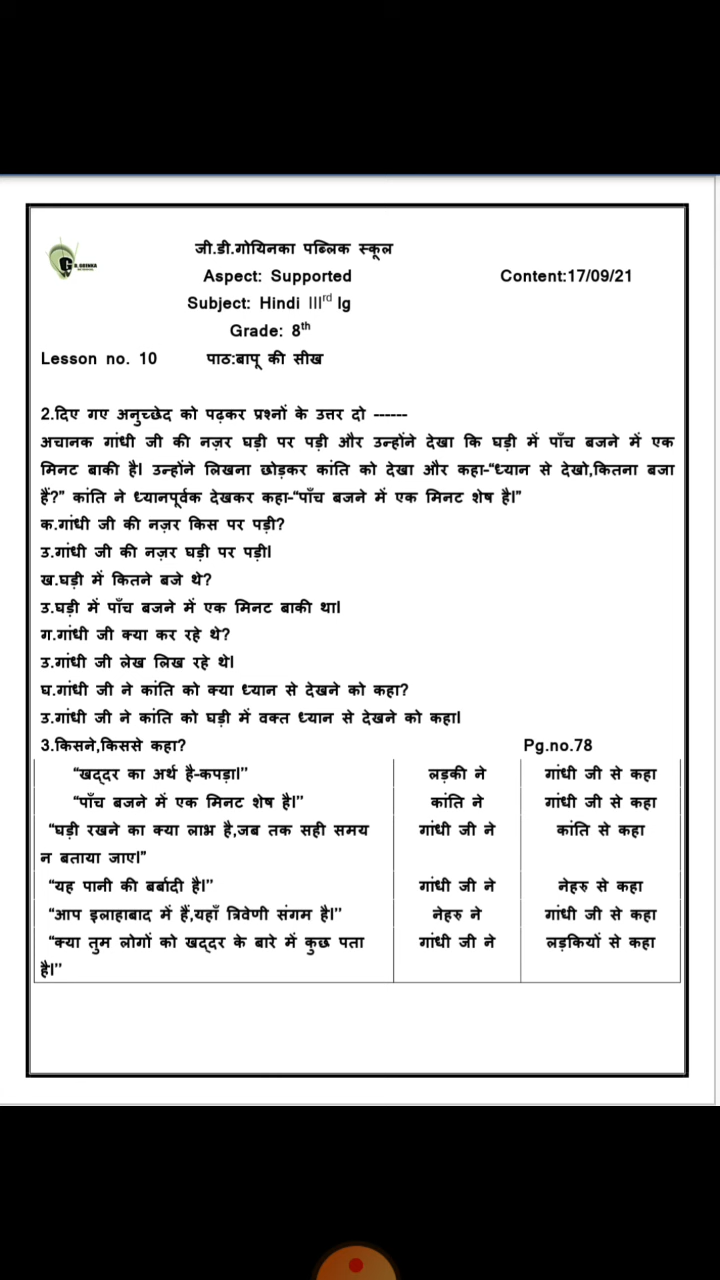 जी.डी.गोयिनका पब्लिक स्कूल
G.D. GOENKA
Aspect: Supported Content:17/09/21
Subject: Hindi IIIrd lg
Grade: 8th
Lesson no. 10 पाठ:बापू की सीख
2.दिए गए अनुच्छेद को पढ़कर प्रश्नों के उत्तर दो ------
अचानक गांधी जी की नज़र घड़ी पर पड़ी और उन्होंने देखा कि घड़ी में पाँच बजने में एक
मिनट बाकी है। उन्होंने लिखना छोड़कर कांति को देखा और कहा-“ध्यान से देखो,कितना बजा
हैं?” कांति ने ध्यानपूर्वक देखकर कहा-“पाँच बजने में एक मिनट शेष है।”
क.गांधी जी की नज़र किस पर पड़ी?
उ.गांधी जी की नज़र घड़ी पर पड़ी।
ख.घड़ी में कितने बजे थे?
उ.घड़ी में पाँच बजने में एक मिनट बाकी था।
ग.गांधी जी क्या कर रहे थे?
उ.गांधी जी लेख लिख रहे थे।
घ.गांधी जी ने कांति को क्या ध्यान से देखने को कहा?
उ.गांधी जी ने कांति को घड़ी में वक्त ध्यान से देखने को कहा।
3.किसने,किससे कहा? Pg.no.78
“खद्दर का अर्थ है-कपड़ा।” लड़की ने गांधी जी से कहा
“पाँच बजने में एक मिनट शेष है।” कांति ने गांधी जी से कहा
“घड़ी रखने का क्या लाभ है,जब तक सही समय गांधी जी ने कांति से कहा
न बताया जाए।”
“यह पानी की बर्बादी है।” गांधी जी ने नेहरु से कहा
“आप इलाहाबाद में हैं,यहाँ त्रिवेणी संगम है।” नेहरु ने गांधी जी से कहा
“क्या तुम लोगों को खद्दर के बारे में कुछ पता गांधी जी ने लड़कियों से कहा
है।”